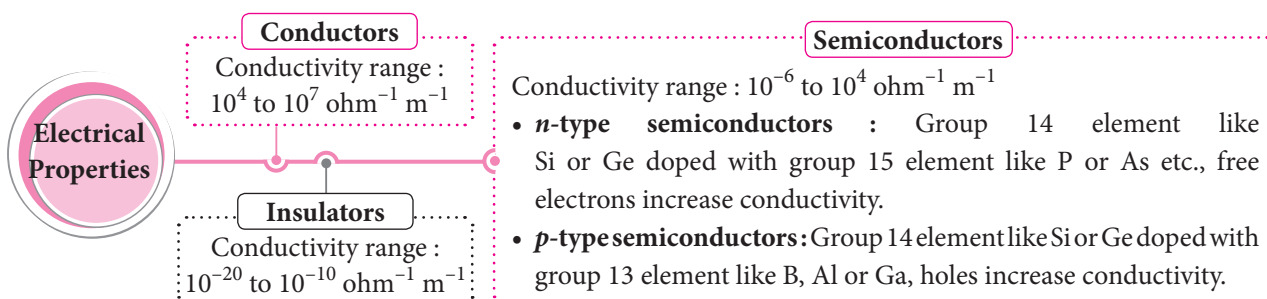 Electrical
Properties
Conductors
Conductivity range :
10⁴ to 10⁷ ohm⁻¹ m⁻¹
Insulators
Conductivity range :
10⁻²⁰ to 10⁻¹⁰ ohm⁻¹ m⁻¹
Semiconductors
Conductivity range : 10⁻⁶ to 10⁴ ohm⁻¹ m⁻¹
• n-type semiconductors : Group 14 element like
Si or Ge doped with group 15 element like P or As etc., free
electrons increase conductivity.
• p-type semiconductors : Group 14 element like Si or Ge doped with
group 13 element like B, Al or Ga, holes increase conductivity.